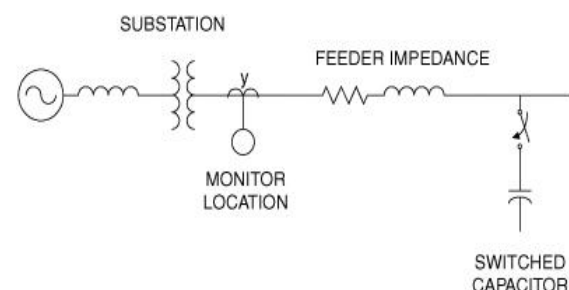 SUBSTATION
FEEDER IMPEDANCE
y
MONITOR
LOCATION
SWITCHED
CAPACITOR